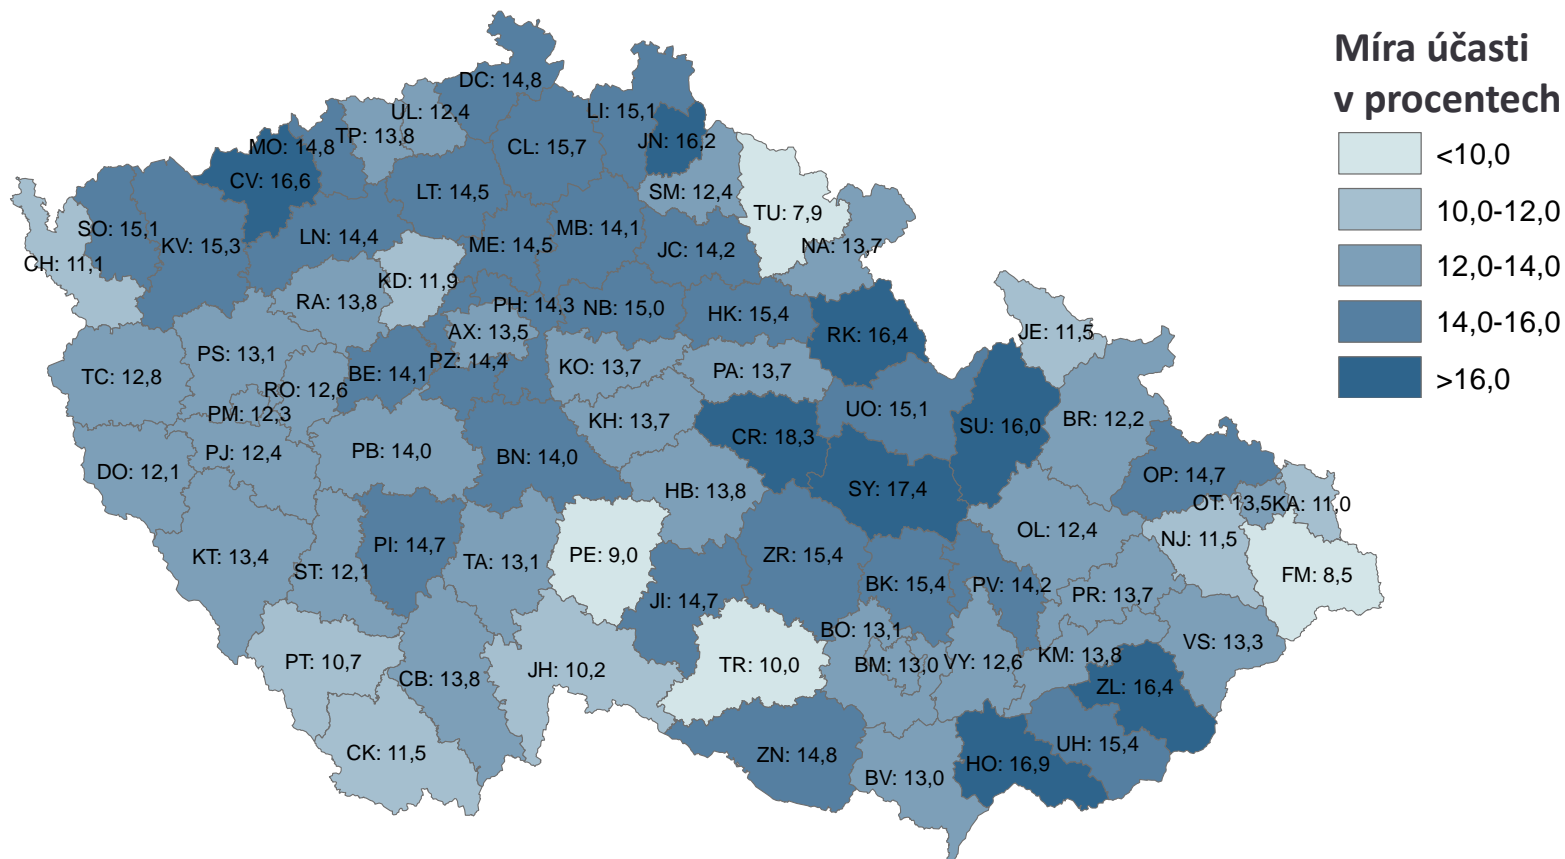 Míra účasti
v procentech
<10,0
10,0-12,0
12,0-14,0
14,0-16,0
>16,0
DC: 14,8
UL: 12,4
LI: 15,1
TP: 13,8
JN: 16,2
MO: 14,8
CL: 15,7
CV: 16,6
LT: 14,5
SM: 12,4
TU: 7,9
SO: 15,1
KV: 15,3
LN: 14,4
ME: 14,5
MB: 14,1
JC: 14,2
NA: 13,7
CH: 11,1
KD: 11,9
RA: 13,8
PH: 14,3
NB: 15,0
HK: 15,4
AX: 13,5
RK: 16,4
JE: 11,5
PS: 13,1
PZ: 14,4
KO: 13,7
PA: 13,7
TC: 12,8
RO: 12,6
BE: 14,1
PM: 12,3
KH: 13,7
UO: 15,1
SU: 16,0
BR: 12,2
CR: 18,3
PJ: 12,4
PB: 14,0
BN: 14,0
DO: 12,1
OP: 14,7
HB: 13,8
SY: 17,4
OT: 13,5
KA: 11,0
OL: 12,4
NJ: 11,5
PI: 14,7
KT: 13,4
ST: 12,1
TA: 13,1
PE: 9,0
ZR: 15,4
FM: 8,5
BK: 15,4
PV: 14,2
PR: 13,7
JI: 14,7
BO: 13,1
VS: 13,3
PT: 10,7
CB: 13,8
JH: 10,2
TR: 10,0
BM: 13,0
VY: 12,6
KM: 13,8
ZL: 16,4
CK: 11,5
ZN: 14,8
UH: 15,4
BV: 13,0
HO: 16,9